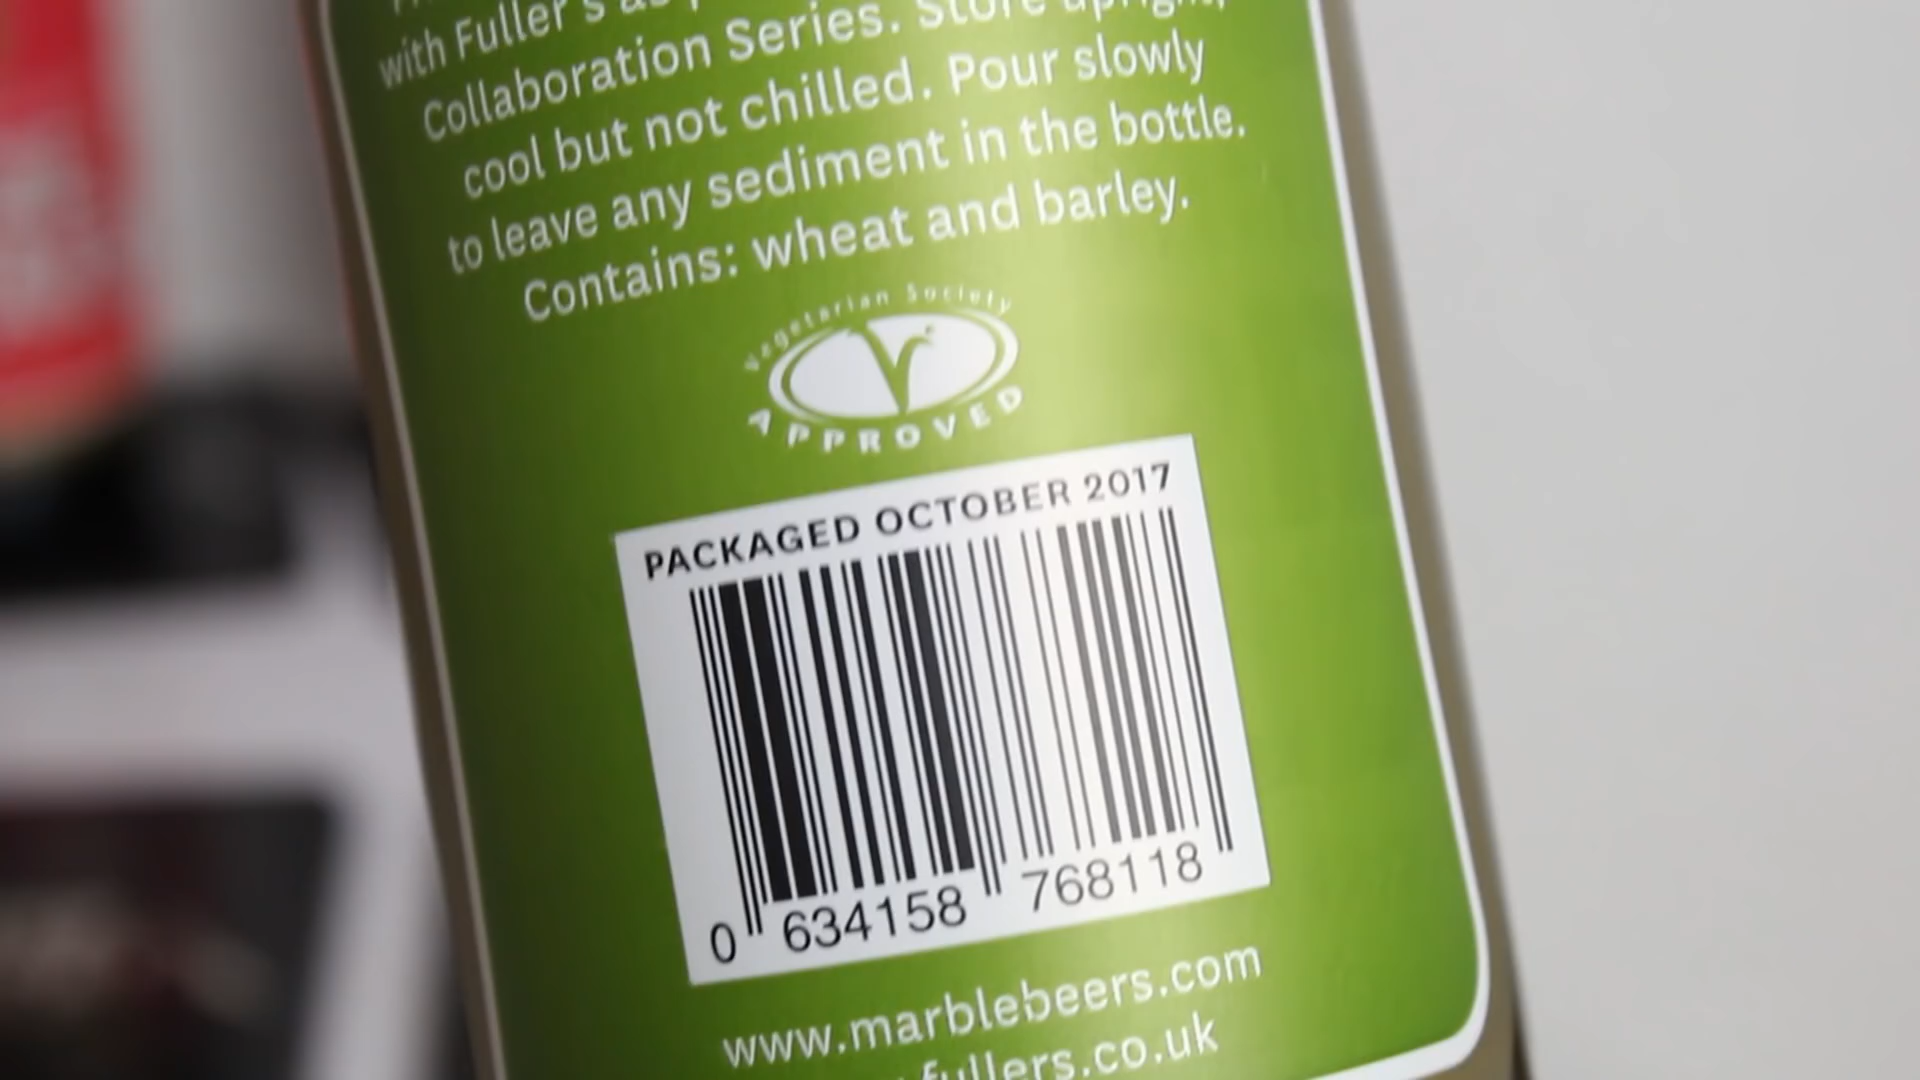 with Fuller's as
Collaboration Series. Store upright,
cool but not chilled. Pour slowly
to leave any sediment in the bottle.
Contains: wheat and barley.
Vegetarian Society
APPROVED
PACKAGED OCTOBER 2017
0 634158 768118
www.marblebeers.com
fullers.co.uk